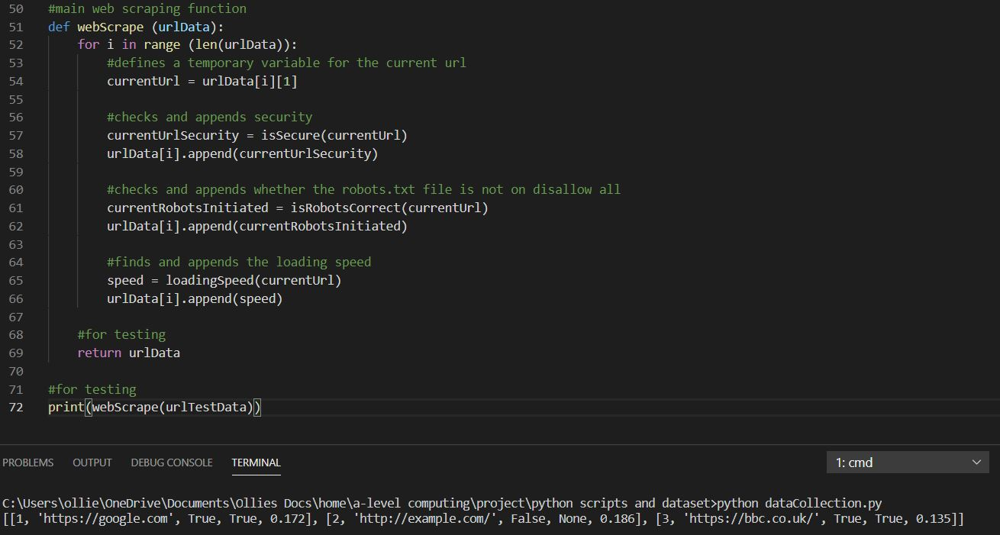 50 #main web scraping function
51 def webScrape (urlData):
52     for i in range (len(urlData)):
53         #defines a temporary variable for the current url
54         currentUrl = urlData[i][1]
55
56         #checks and appends security
57         currentUrlSecurity = isSecure(currentUrl)
58         urlData[i].append(currentUrlSecurity)
59
60         #checks and appends whether the robots.txt file is not on disallow all
61         currentRobotsInitiated = isRobotsCorrect(currentUrl)
62         urlData[i].append(currentRobotsInitiated)
63
64         #finds and appends the loading speed
65         speed = loadingSpeed(currentUrl)
66         urlData[i].append(speed)
67
68     #for testing
69     return urlData
70
71 #for testing
72 print(webScrape(urlTestData))
PROBLEMS OUTPUT DEBUG CONSOLE TERMINAL 1: cmd
C:\Users\ollie\OneDrive\Documents\Ollies Docs\home\a-level computing\project\python scripts and dataset>python dataCollection.py
[[1, 'https://google.com', True, True, 0.172], [2, 'http://example.com/', False, None, 0.186], [3, 'https://bbc.co.uk/', True, True, 0.135]]